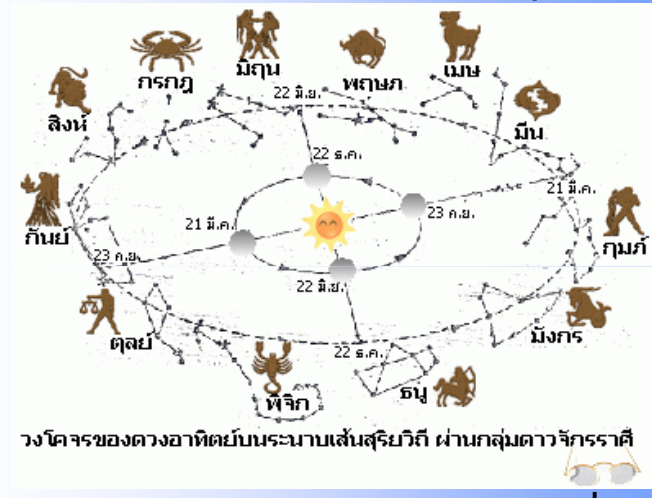 เมษ
มิถุน
พฤษภ
กรกฎ
22 มิ.ย.
มีน
สิงห์
22 ธ.ค.
21 มี.ค.
กันย์
21 มี.ค.
23 ก.ย.
กุมภ์
23 ก.ย.
22 มิ.ย.
มังกร
ตุลย์
22 ธ.ค.
ธนู
พิจิก
วงโคจรของดวงอาทิตย์บนระนาบเส้นสุริยวิถี ผ่านกลุ่มดาวจักรราศี